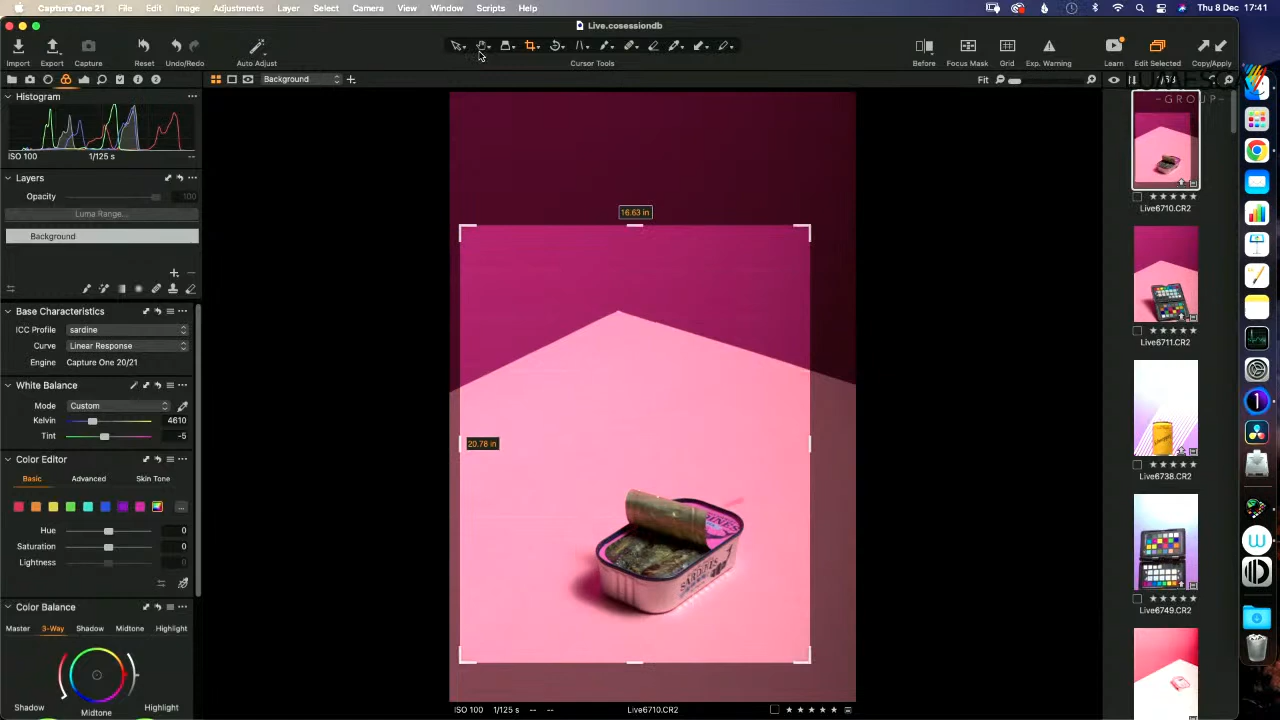 Capture One 21 File Edit Image Adjustments Layer Select Camera View Window Scripts Help Thu 8 Dec 17:41
Live.cosessiondb
Import Export Capture Reset Undo/Redo Auto Adjust Cursor Tools Before Focus Mask Grid Exp. Warning Learn Edit Selected Copy/Apply
Background Fit
-GROUP-
Histogram
ISO 100 1/125 s --
Layers
Opacity 100
Luma Range...
Background
Base Characteristics
ICC Profile sardine
Curve Linear Response
Engine Capture One 20/21
White Balance
Mode Custom
Kelvin 4610
Tint -5
Color Editor
Basic Advanced Skin Tone
Hue 0
Saturation 0
Lightness 0
Color Balance
Master 3-Way Shadow Midtone Highlight
Shadow Midtone Highlight
16.63 in
20.78 in
SARDINES
ISO 100 1/125 s -- -- Live6710.CR2
Live6710.CR2
Live6711.CR2
Live6738.CR2
Live6749.CR2